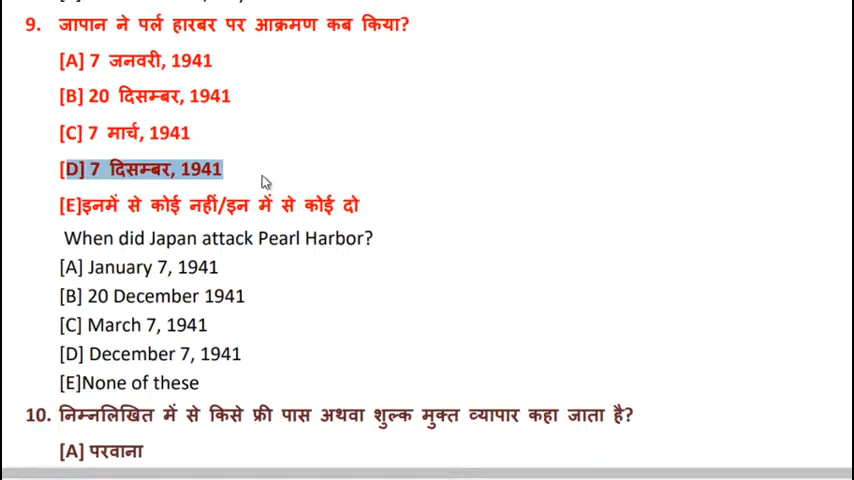 9. जापान ने पर्ल हारबर पर आक्रमण कब किया?
[A] 7 जनवरी, 1941
[B] 20 दिसम्बर, 1941
[C] 7 मार्च, 1941
[D] 7 दिसम्बर, 1941
[E]इनमें से कोई नहीं/इन में से कोई दो
When did Japan attack Pearl Harbor?
[A] January 7, 1941
[B] 20 December 1941
[C] March 7, 1941
[D] December 7, 1941
[E]None of these
10. निम्नलिखित में से किसे फ्री पास अथवा शुल्क मुक्त व्यापार कहा जाता है?
[A] परवाना